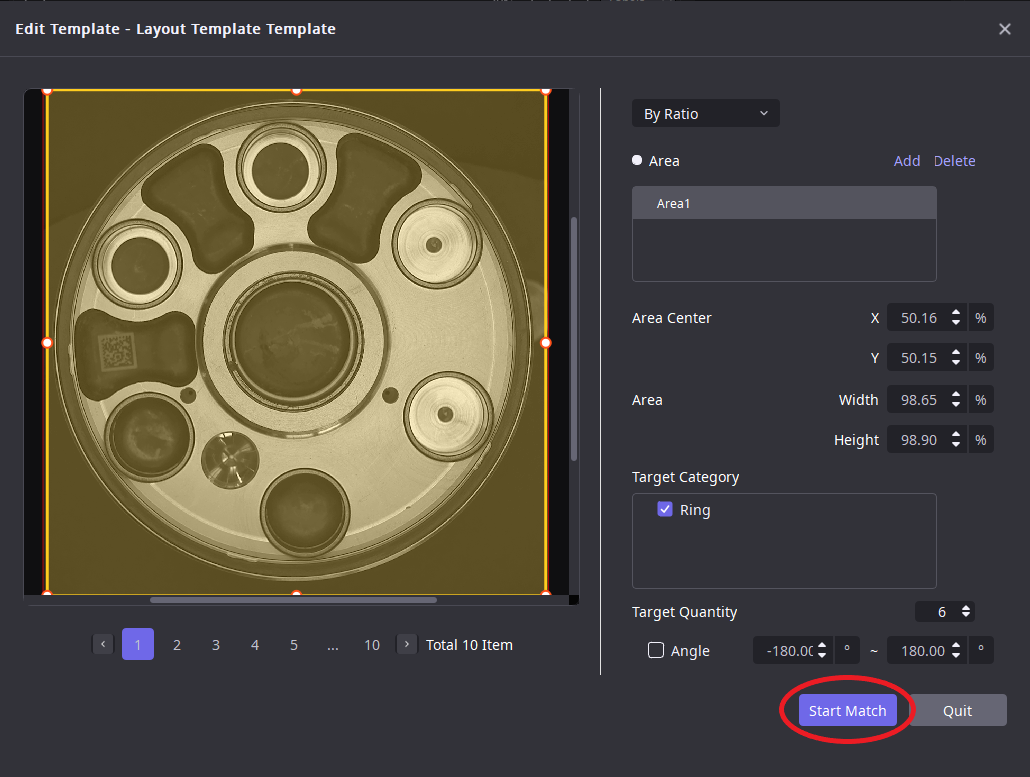 Edit Template - Layout Template Template
By Ratio
Area Add Delete
Area1
Area Center X 50.16 %
Y 50.15 %
Area Width 98.65 %
Height 98.90 %
Target Category
Ring
Target Quantity 6
Angle -180.00 ° ~ 180.00 °
1 2 3 4 5 ... 10 Total 10 Item
Start Match Quit